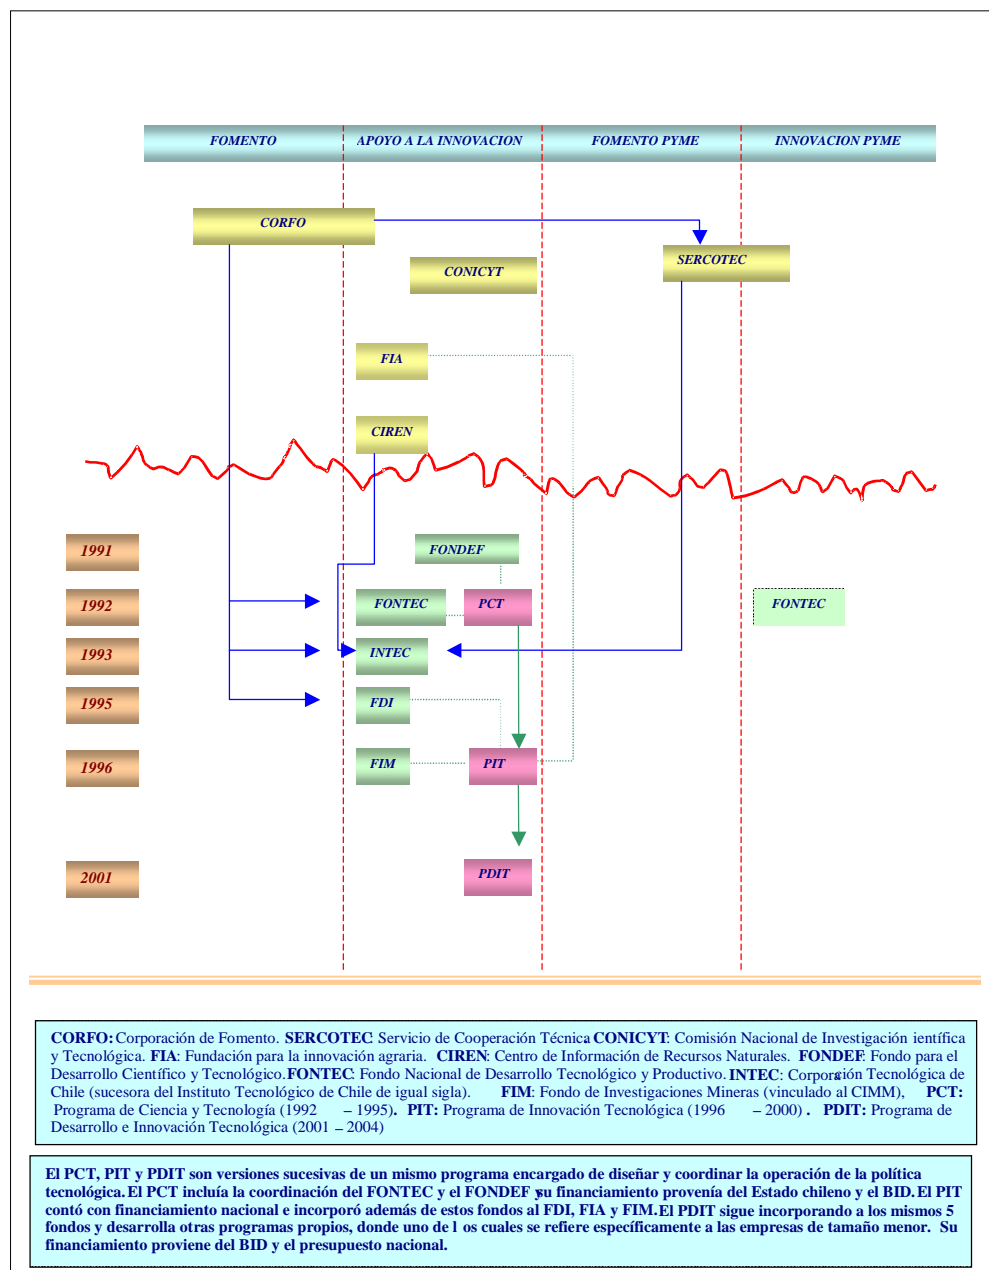 FOMENTO APOYO A LA INNOVACION FOMENTO PYME INNOVACION PYME
CORFO
SERCOTEC
CONICYT
FIA
CIREN
1991 FONDEF
1992 FONTEC PCT FONTEC
1993 INTEC
1995 FDI
1996 FIM PIT
2001 PDIT
CORFO: Corporación de Fomento. SERCOTEC: Servicio de Cooperación Técnica. CONICYT: Comisión Nacional de Investigación ientífica
y Tecnológica. FIA: Fundación para la innovación agraria. CIREN: Centro de Información de Recursos Naturales. FONDEF: Fondo para el
Desarrollo Científico y Tecnológico. FONTEC: Fondo Nacional de Desarrollo Tecnológico y Productivo. INTEC: Corporación Tecnológica de
Chile (sucesora del Instituto Tecnológico de Chile de igual sigla). FIM: Fondo de Investigaciones Mineras (vinculado al CIMM), PCT:
Programa de Ciencia y Tecnología (1992 – 1995). PIT: Programa de Innovación Tecnológica (1996 – 2000) . PDIT: Programa de
Desarrollo e Innovación Tecnológica (2001 – 2004)
El PCT, PIT y PDIT son versiones sucesivas de un mismo programa encargado de diseñar y coordinar la operación de la política
tecnológica. El PCT incluía la coordinación del FONTEC y el FONDEF y su financiamiento provenía del Estado chileno y el BID. El PIT
contó con financiamiento nacional e incorporó además de estos fondos al FDI, FIA y FIM. El PDIT sigue incorporando a los mismos 5
fondos y desarrolla otras programas propios, donde uno de l os cuales se refiere específicamente a las empresas de tamaño menor. Su
financiamiento proviene del BID y el presupuesto nacional.